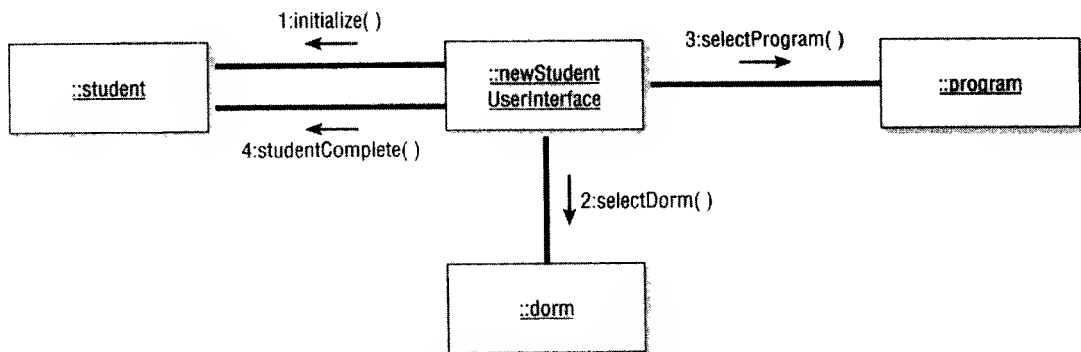 1:initialize( )
3:selectProgram( )
::student
::newStudent
UserInterface
::program
4:studentComplete( )
2:selectDorm( )
::dorm